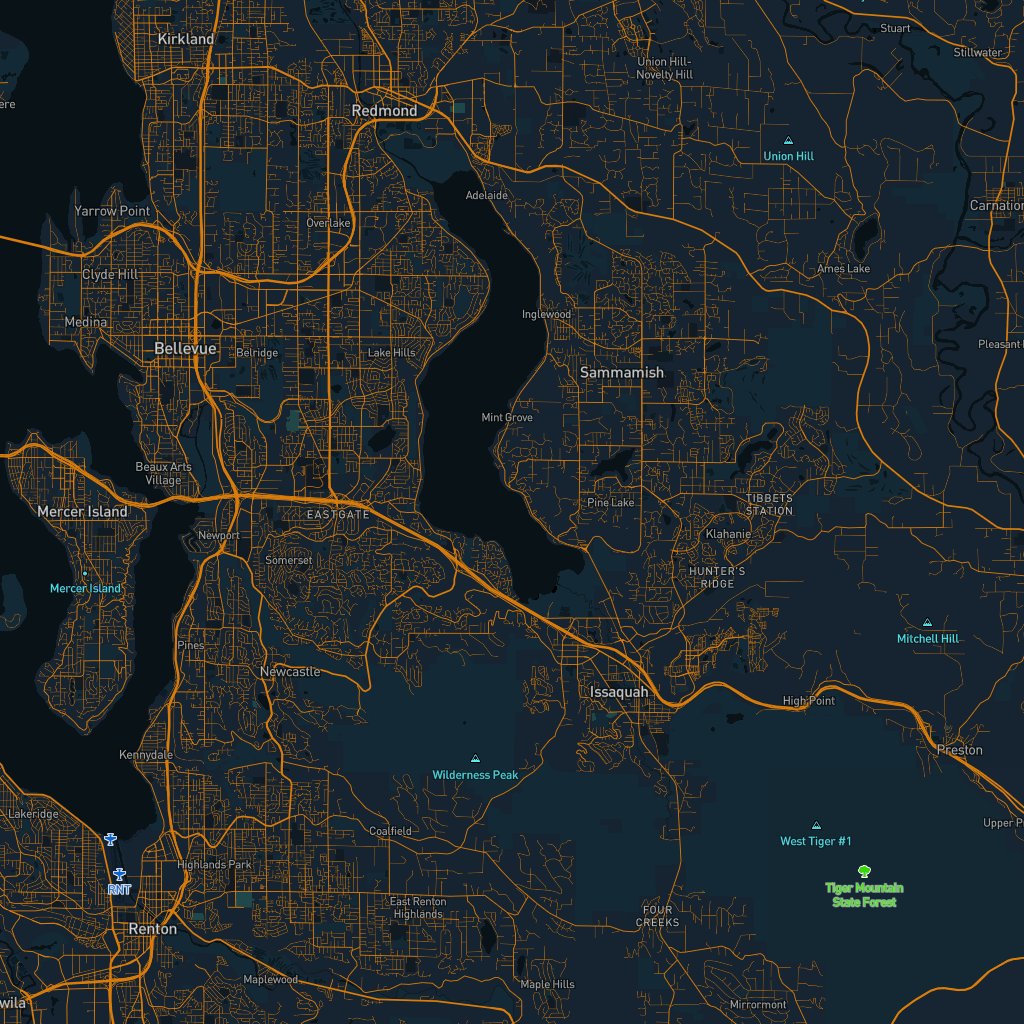 Stuart
Kirkland
Stillwater
Union Hill-
Novelty Hill
ere
Redmond
Union Hill
Adelaide
Carnation
Yarrow Point
Overlake
Clyde Hill
Ames Lake
Medina
Inglewood
Bellevue
Belridge
Lake Hills
Pleasant
Sammamish
Mint Grove
Beaux Arts
Village
Mercer Island
EASTGATE
Pine Lake
TIBBETS
STATION
Newport
Klahanie
Somerset
HUNTER'S
RIDGE
Mercer Island
Mitchell Hill
Pines
Newcastle
Issaquah
High Point
Kennydale
Preston
Wilderness Peak
Lakeridge
Coalfield
Upper P
West Tiger #1
Highlands Park
RNT
Tiger Mountain
State Forest
East Renton
Highlands
FOUR
CREEKS
Renton
Maplewood
Maple Hills
wila
Mirrormont